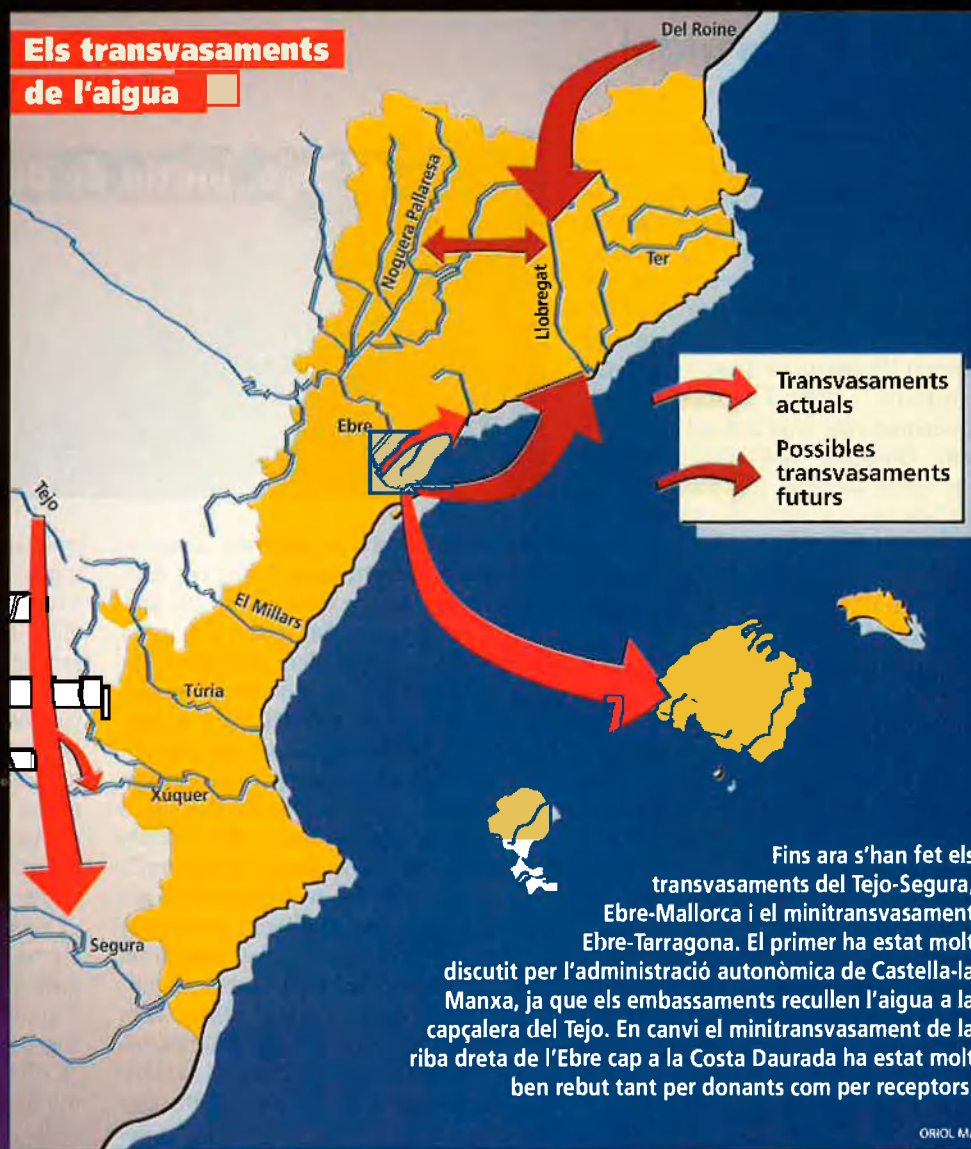 Els transvasaments
de l'aigua
Del Roine
Noguera Pallaresa
Ter
Llobregat
Transvasaments
actuals
Possibles
transvasaments
futurs
Ebre
Tejo
El Millars
Túria
Xúquer
Segura
Fins ara s'han fet els
transvasaments del Tejo-Segura,
Ebre-Mallorca i el minitransvasament
Ebre-Tarragona. El primer ha estat molt
discutit per l'administració autonòmica de Castella-la
Manxa, ja que els embassaments recullen l'aigua a la
capçalera del Tejo. En canvi el minitransvasament de la
riba dreta de l'Ebre cap a la Costa Daurada ha estat molt
ben rebut tant per donants com per receptors
ORIOL